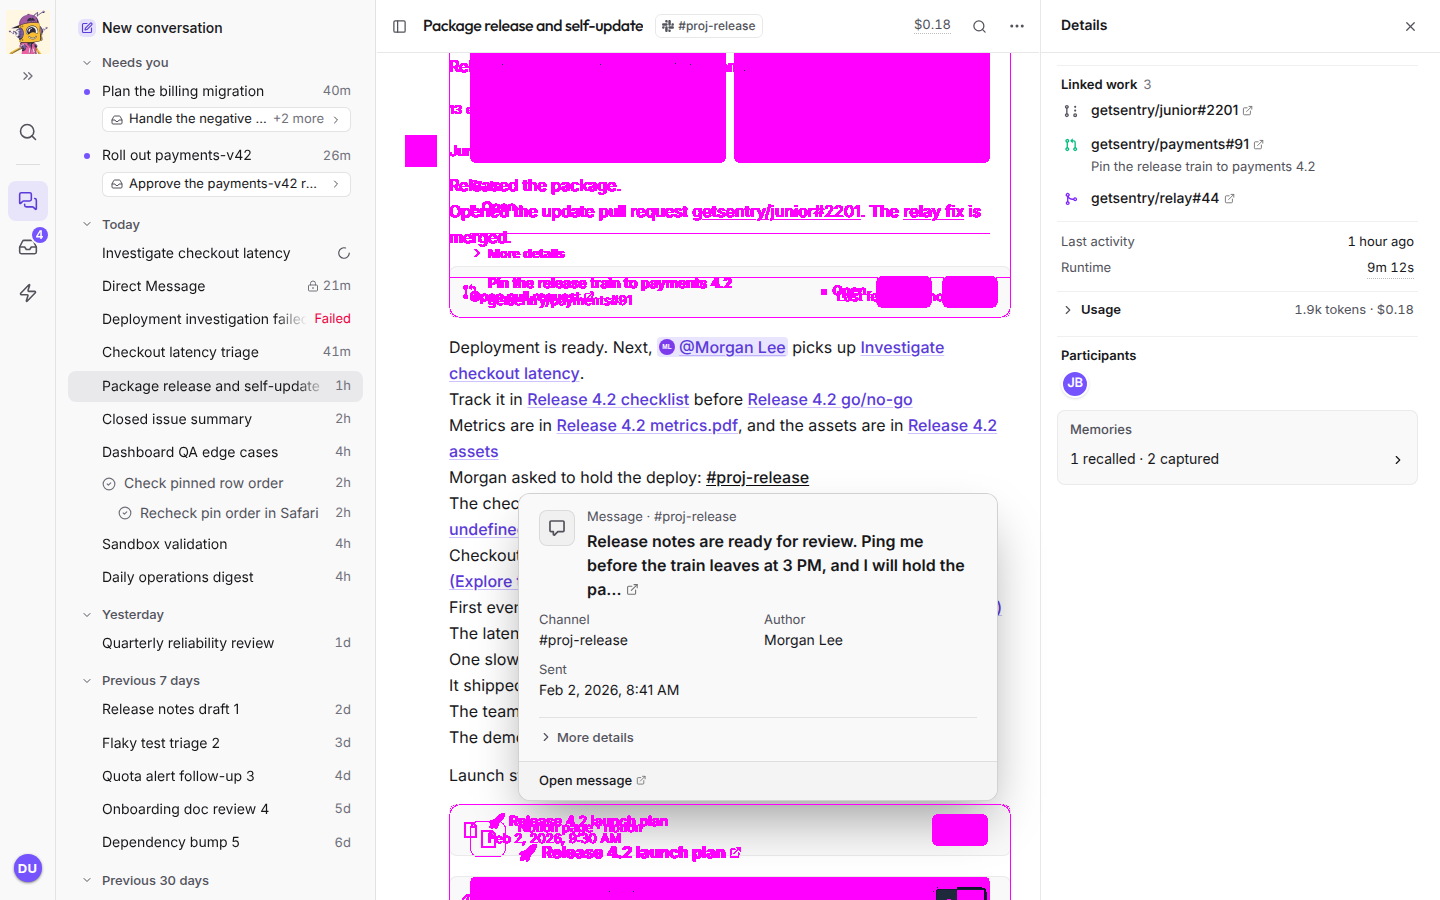 New conversation
Needs you
Plan the billing migration 40m
Handle the negative ... +2 more
Roll out payments-v42 26m
Approve the payments-v42 r...
Today
Investigate checkout latency
Direct Message 21m
Deployment investigation failed Failed
Checkout latency triage 41m
Package release and self-update 1h
Closed issue summary 2h
Dashboard QA edge cases 4h
Check pinned row order 2h
Recheck pin order in Safari 2h
Sandbox validation 4h
Daily operations digest 4h
Yesterday
Quarterly reliability review 1d
Previous 7 days
Release notes draft 1 2d
Flaky test triage 2 3d
Quota alert follow-up 3 4d
Onboarding doc review 4 5d
Dependency bump 5 6d
Previous 30 days
4
DU
Package release and self-update #proj-release $0.18
Released the package.
Opened the update pull request getsentry/junior#2201. The relay fix is
merged.
More details
Pin the release train to payments 4.2
getsentry/payments#91
Open
Deployment is ready. Next, ML @Morgan Lee picks up Investigate
checkout latency.
Track it in Release 4.2 checklist before Release 4.2 go/no-go
Metrics are in Release 4.2 metrics.pdf, and the assets are in Release 4.2
assets
Morgan asked to hold the deploy: #proj-release
The chec
undefine
Checkout
(Explore
First ever )
The laten
One slow
It shipped
The team
The demo
Launch s
Message · #proj-release
Release notes are ready for review. Ping me
before the train leaves at 3 PM, and I will hold the
pa...
Channel Author
#proj-release Morgan Lee
Sent
Feb 2, 2026, 8:41 AM
More details
Open message
Release 4.2 launch plan
Notion page · notion
Feb 2, 2026, 9:30 AM
Release 4.2 launch plan
Details
Linked work 3
getsentry/junior#2201
getsentry/payments#91
Pin the release train to payments 4.2
getsentry/relay#44
Last activity 1 hour ago
Runtime 9m 12s
Usage 1.9k tokens · $0.18
Participants
JB
Memories
1 recalled · 2 captured